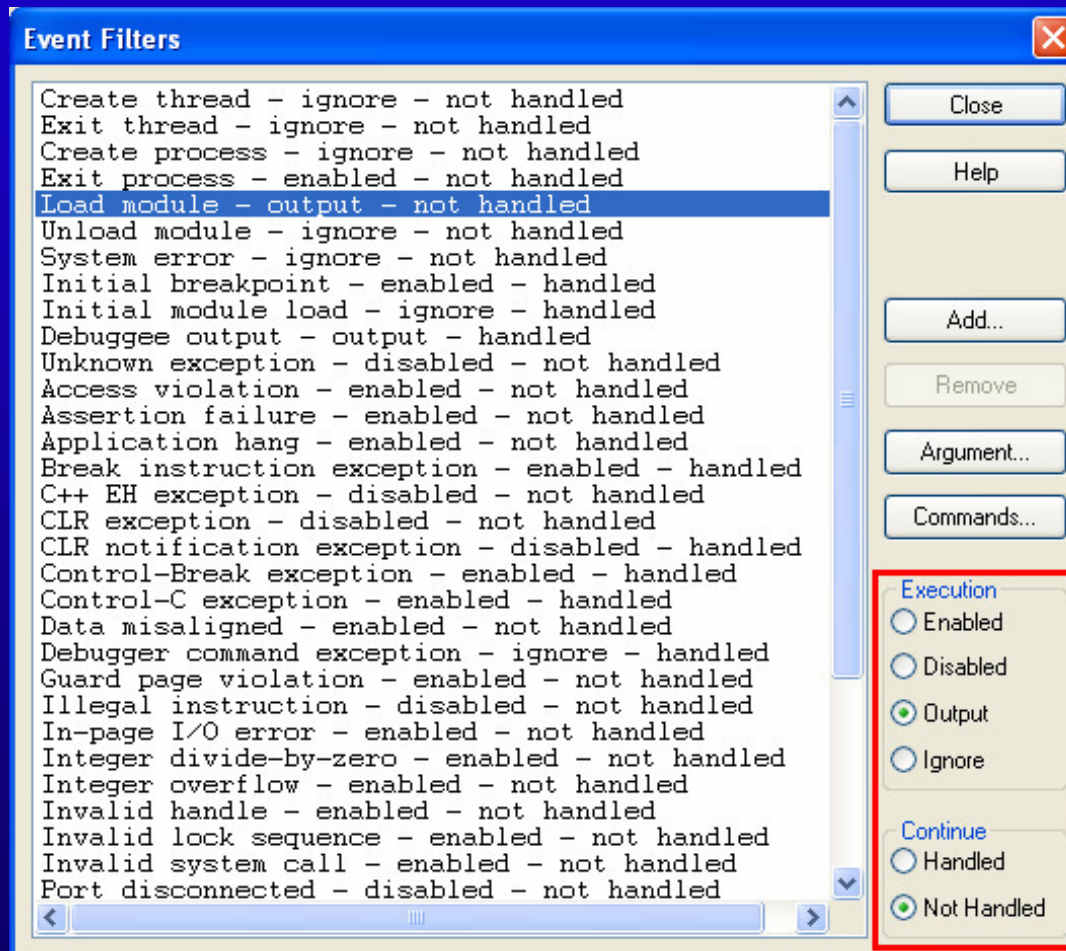 Event Filters
Create thread - ignore - not handled
Exit thread - ignore - not handled
Create process - ignore - not handled
Exit process - enabled - not handled
Load module - output - not handled
Unload module - ignore - not handled
System error - ignore - not handled
Initial breakpoint - enabled - handled
Initial module load - ignore - handled
Debuggee output - output - handled
Unknown exception - disabled - not handled
Access violation - enabled - not handled
Assertion failure - enabled - not handled
Application hang - enabled - not handled
Break instruction exception - enabled - handled
C++ EH exception - disabled - not handled
CLR exception - disabled - not handled
CLR notification exception - disabled - handled
Control-Break exception - enabled - handled
Control-C exception - enabled - handled
Data misaligned - enabled - not handled
Debugger command exception - ignore - handled
Guard page violation - enabled - not handled
Illegal instruction - disabled - not handled
In-page I/O error - enabled - not handled
Integer divide-by-zero - enabled - not handled
Integer overflow - enabled - not handled
Invalid handle - enabled - not handled
Invalid lock sequence - enabled - not handled
Invalid system call - enabled - not handled
Port disconnected - disabled - not handled
Close
Help
Add...
Remove
Argument...
Commands...
Execution
Enabled
Disabled
Output
Ignore
Continue
Handled
Not Handled